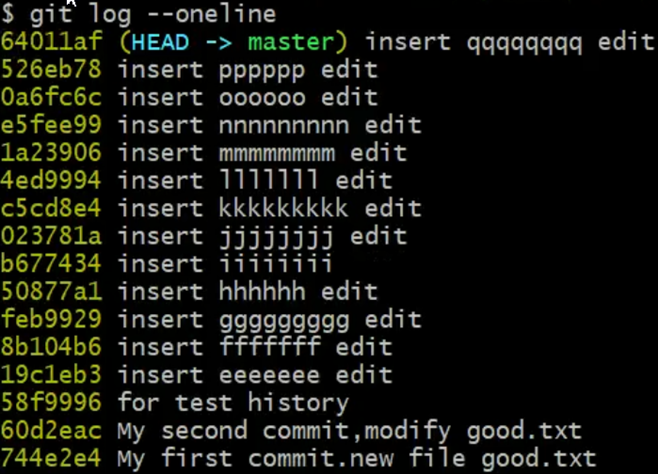 $ git log --oneline
64011af (HEAD -> master) insert qqqqqqqq edit
526eb78 insert pppppp edit
0a6fc6c insert oooooo edit
e5fee99 insert nnnnnnnnn edit
1a23906 insert mmmmmmmm edit
4ed9994 insert lllllll edit
c5cd8e4 insert kkkkkkkkk edit
023781a insert jjjjjjjj edit
b677434 insert iiiiiiii
50877a1 insert hhhhhh edit
feb9929 insert ggggggggg edit
8b104b6 insert fffffff edit
19c1eb3 insert eeeeeee edit
58f9996 for test history
60d2eac My second commit,modify good.txt
744e2e4 My first commit.new file good.txt